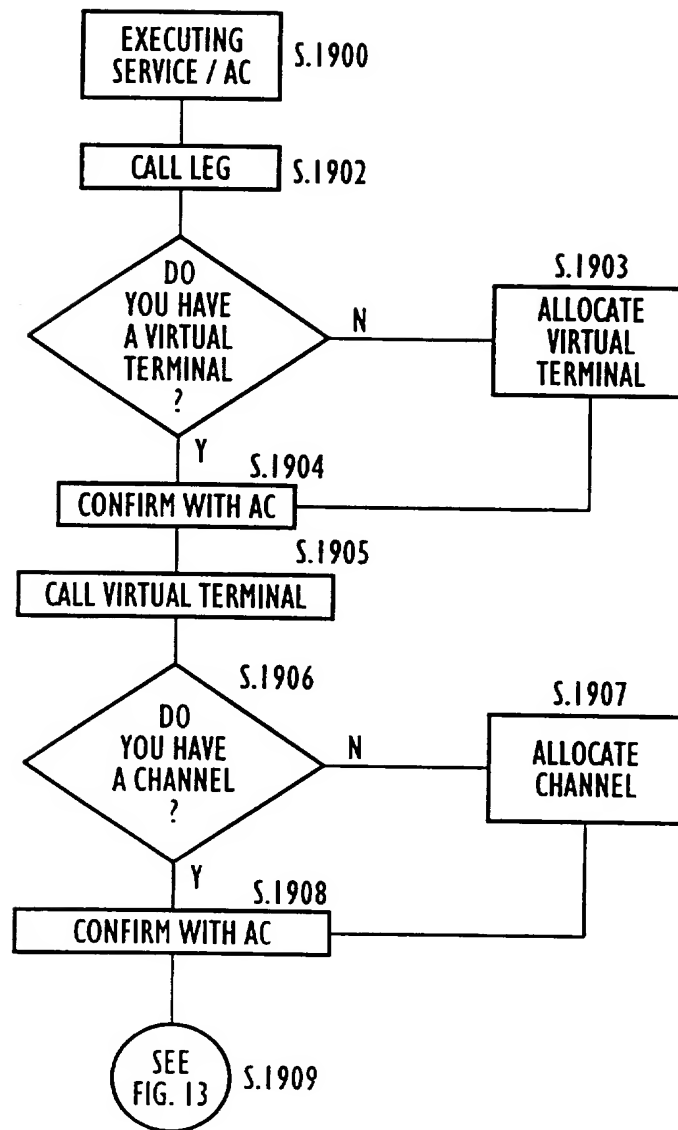 EXECUTING
SERVICE / AC
S.1900
CALL LEG
S.1902
DO
YOU HAVE
A VIRTUAL
TERMINAL
?
N
Y
S.1903
ALLOCATE
VIRTUAL
TERMINAL
S.1904
CONFIRM WITH AC
S.1905
CALL VIRTUAL TERMINAL
S.1906
DO
YOU HAVE
A CHANNEL
?
N
Y
S.1907
ALLOCATE
CHANNEL
S.1908
CONFIRM WITH AC
SEE
FIG. 13
S.1909